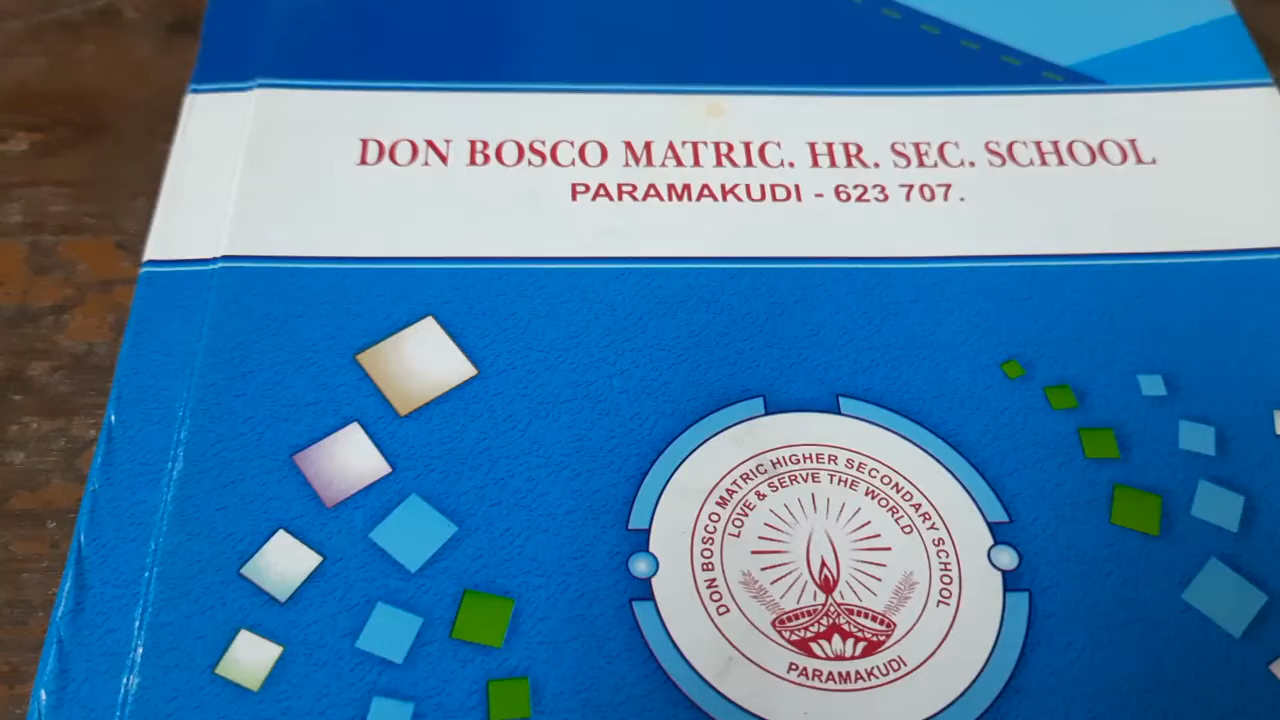 DON BOSCO MATRIC. HR. SEC. SCHOOL
PARAMAKUDI - 623 707.
DON BOSCO MATRIC HIGHER SECONDARY SCHOOL
LOVE & SERVE THE WORLD
PARAMAKUDI